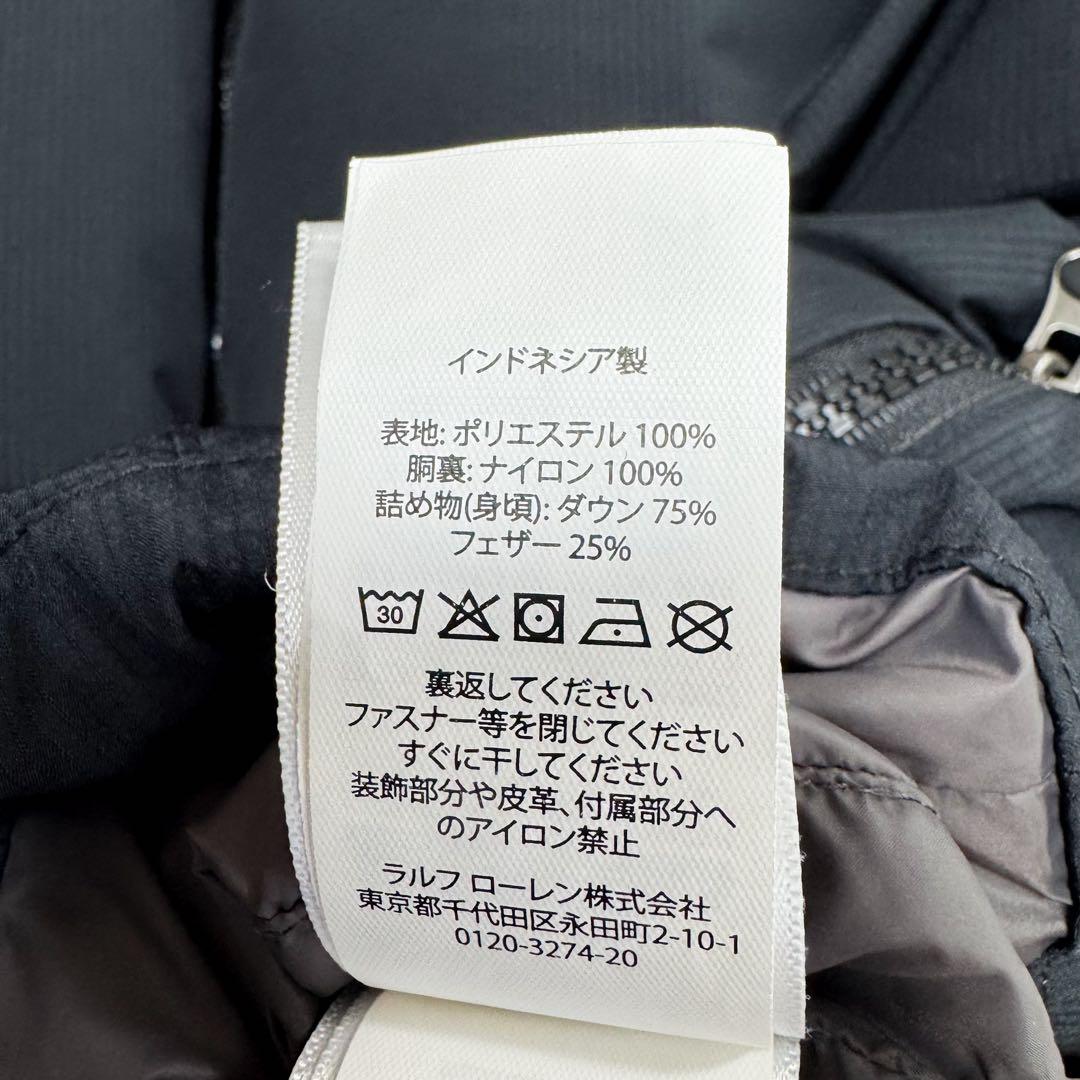 インドネシア製
表地: ポリエステル 100%
胴裏: ナイロン 100%
詰め物(身頃): ダウン 75%
フェザー 25%
30
裏返してください
ファスナー等を閉じてください
すぐに干してください
装飾部分や皮革、付属部分へ
のアイロン禁止
ラルフ ローレン株式会社
東京都千代田区永田町2-10-1
0120-3274-20